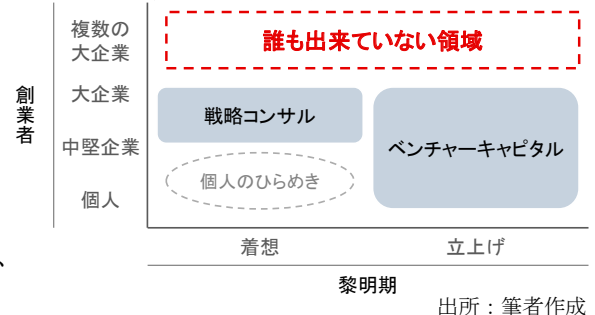 複数の
大企業
誰も出来ていない領域
創業者
大企業
戦略コンサル
中堅企業
ベンチャーキャピタル
個人のひらめき
個人
、
着想
立上げ
黎明期
出所：筆者作成